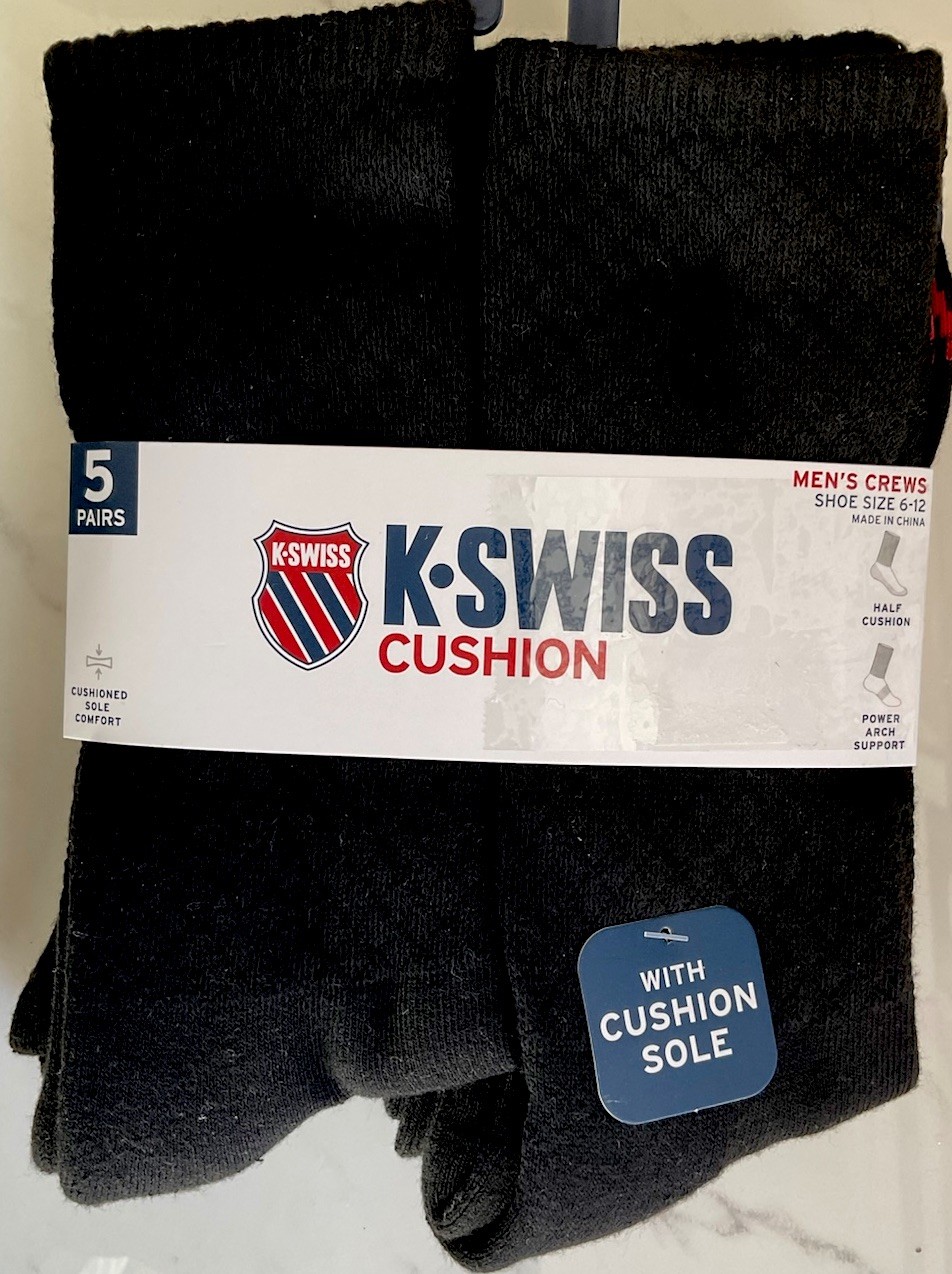 5
PAIRS
MEN'S CREWS
SHOE SIZE 6-12
MADE IN CHINA
K•SWISS
K•SWISS
CUSHION
HALF
CUSHION
CUSHIONED
SOLE
COMFORT
POWER
ARCH
SUPPORT
WITH
CUSHION
SOLE